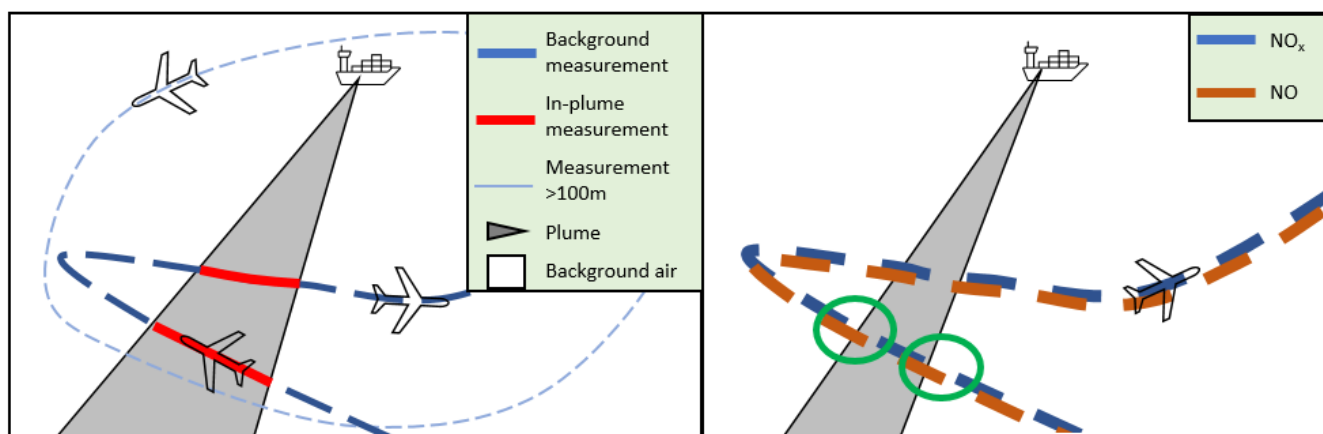 Background
measurement
In-plume
measurement
Measurement
>100m
Plume
Background air
NOₓ
NO